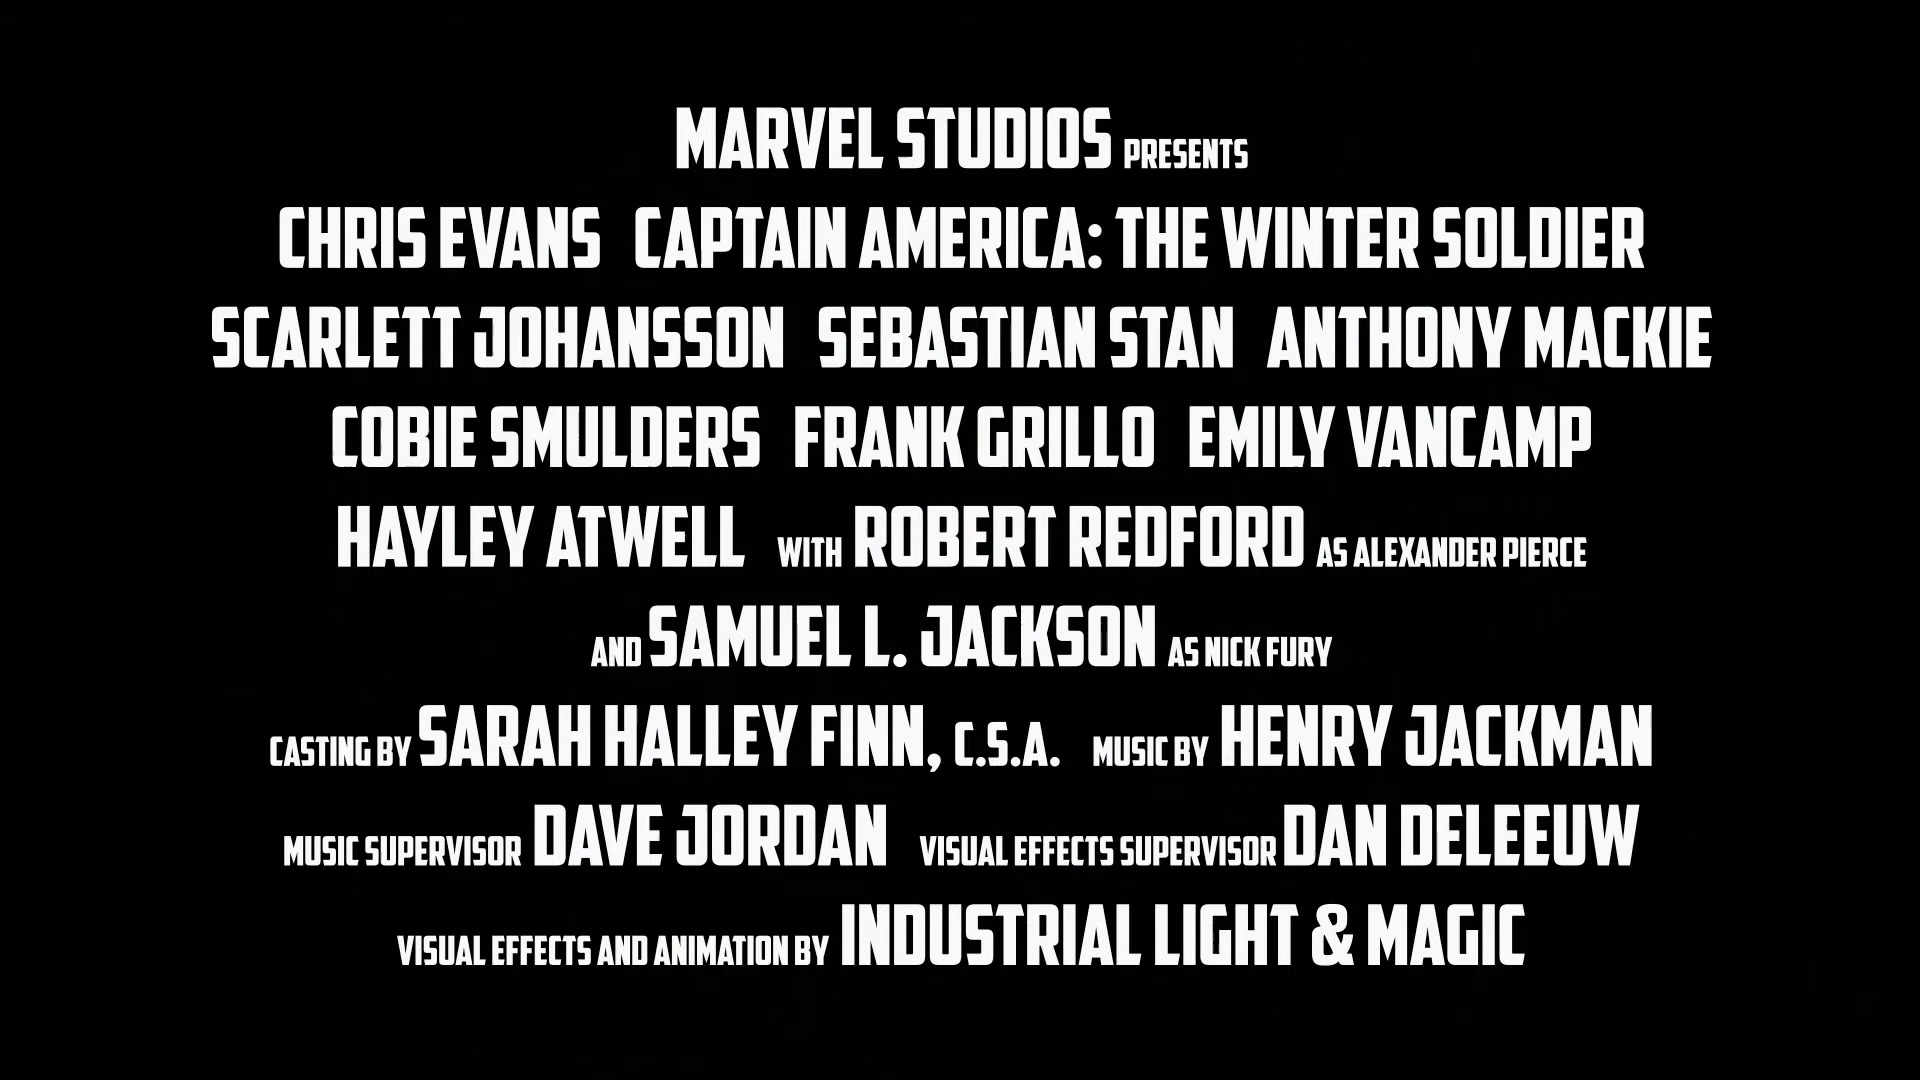 MARVEL STUDIOS PRESENTS
CHRIS EVANS CAPTAIN AMERICA: THE WINTER SOLDIER
SCARLETT JOHANSSON SEBASTIAN STAN ANTHONY MACKIE
COBIE SMULDERS FRANK GRILLO EMILY VANCAMP
HAYLEY ATWELL WITH ROBERT REDFORD AS ALEXANDER PIERCE
AND SAMUEL L. JACKSON AS NICK FURY
CASTING BY SARAH HALLEY FINN, C.S.A. MUSIC BY HENRY JACKMAN
MUSIC SUPERVISOR DAVE JORDAN VISUAL EFFECTS SUPERVISOR DAN DELEEUW
VISUAL EFFECTS AND ANIMATION BY INDUSTRIAL LIGHT & MAGIC